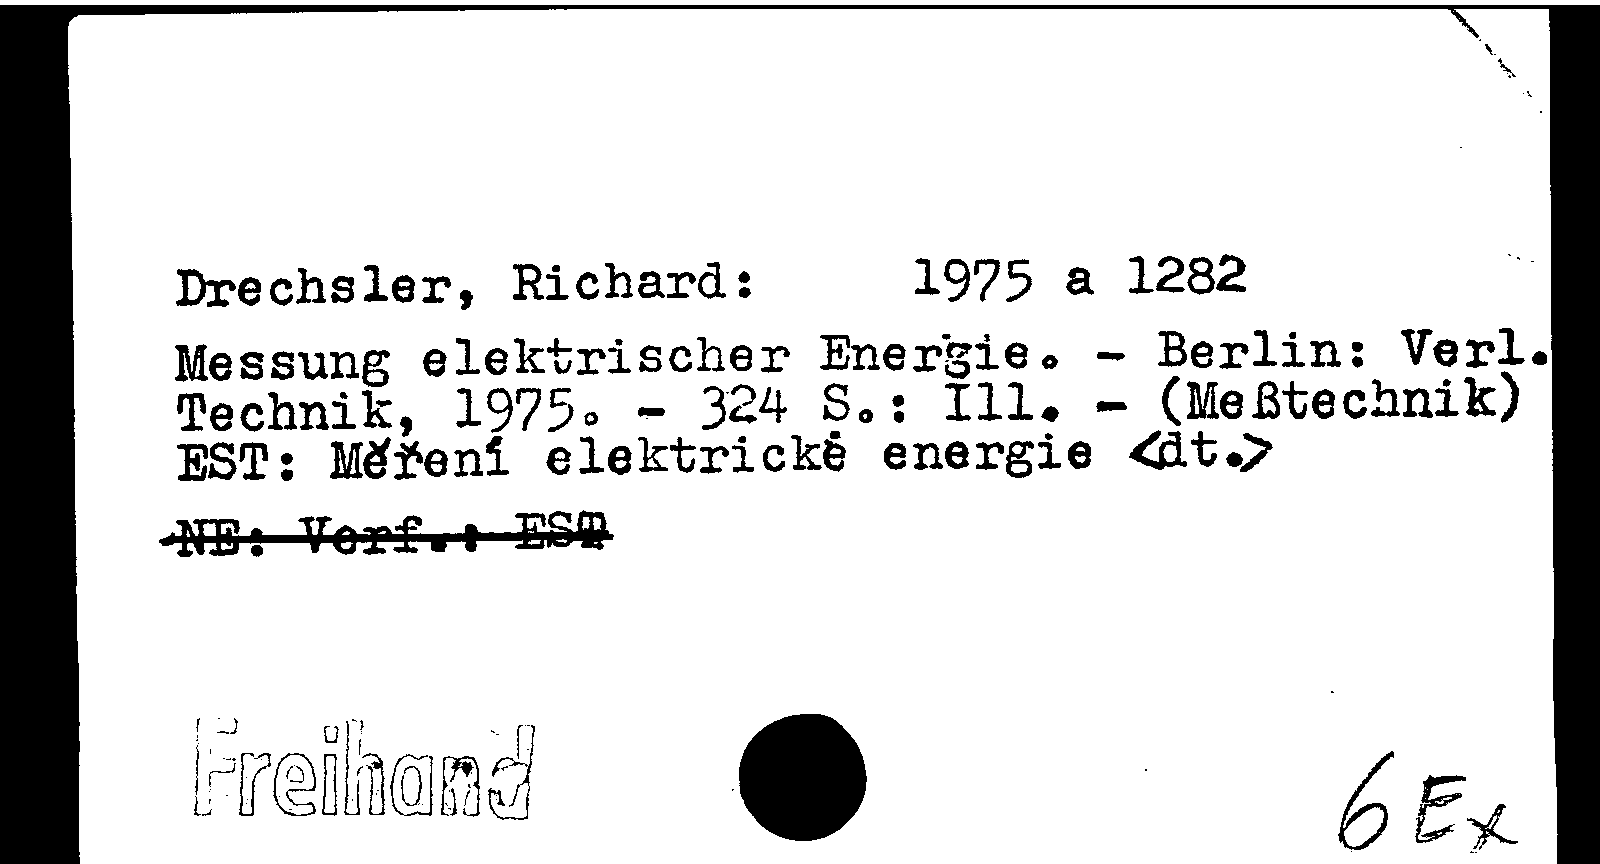 Drechsler, Richard: 1975 a 1282
Messung elektrischer Energie. - Berlin: Verl.
Technik, 1975. - 324 S.: Ill. - (Meßtechnik)
EST: Měření elektrické energie <dt.>
NE: Verf.: EST
Freihand
6 Ex